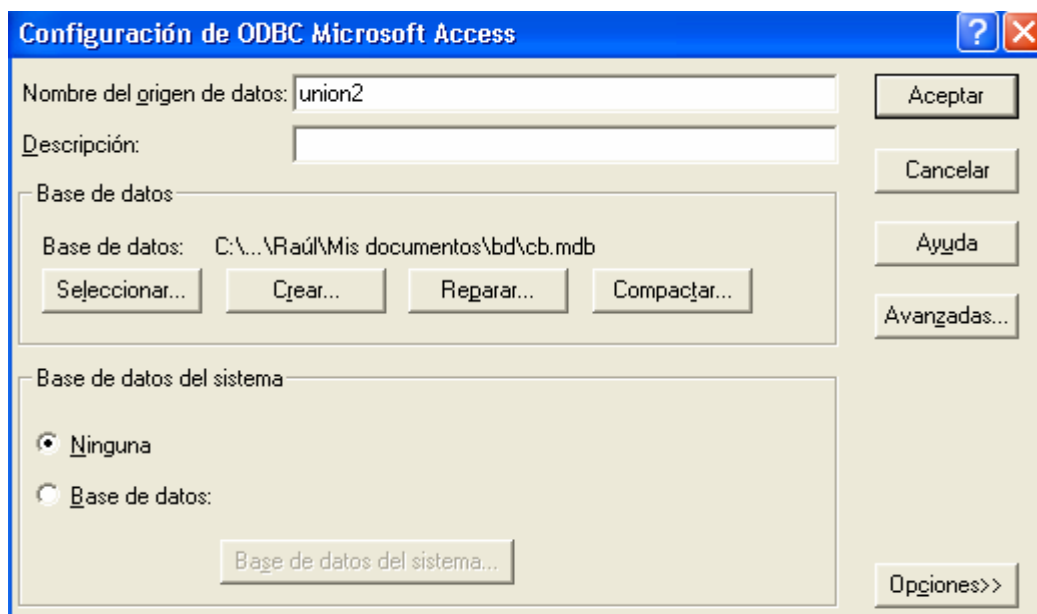 Configuración de ODBC Microsoft Access
Nombre del origen de datos: union2
Aceptar
Descripción:
Cancelar
Base de datos
Base de datos: C:\...\Raúl\Mis documentos\bd\cb.mdb
Ayuda
Seleccionar... Crear... Reparar... Compactar...
Avanzadas...
Base de datos del sistema
Ninguna
Base de datos:
Base de datos del sistema...
Opciones>>